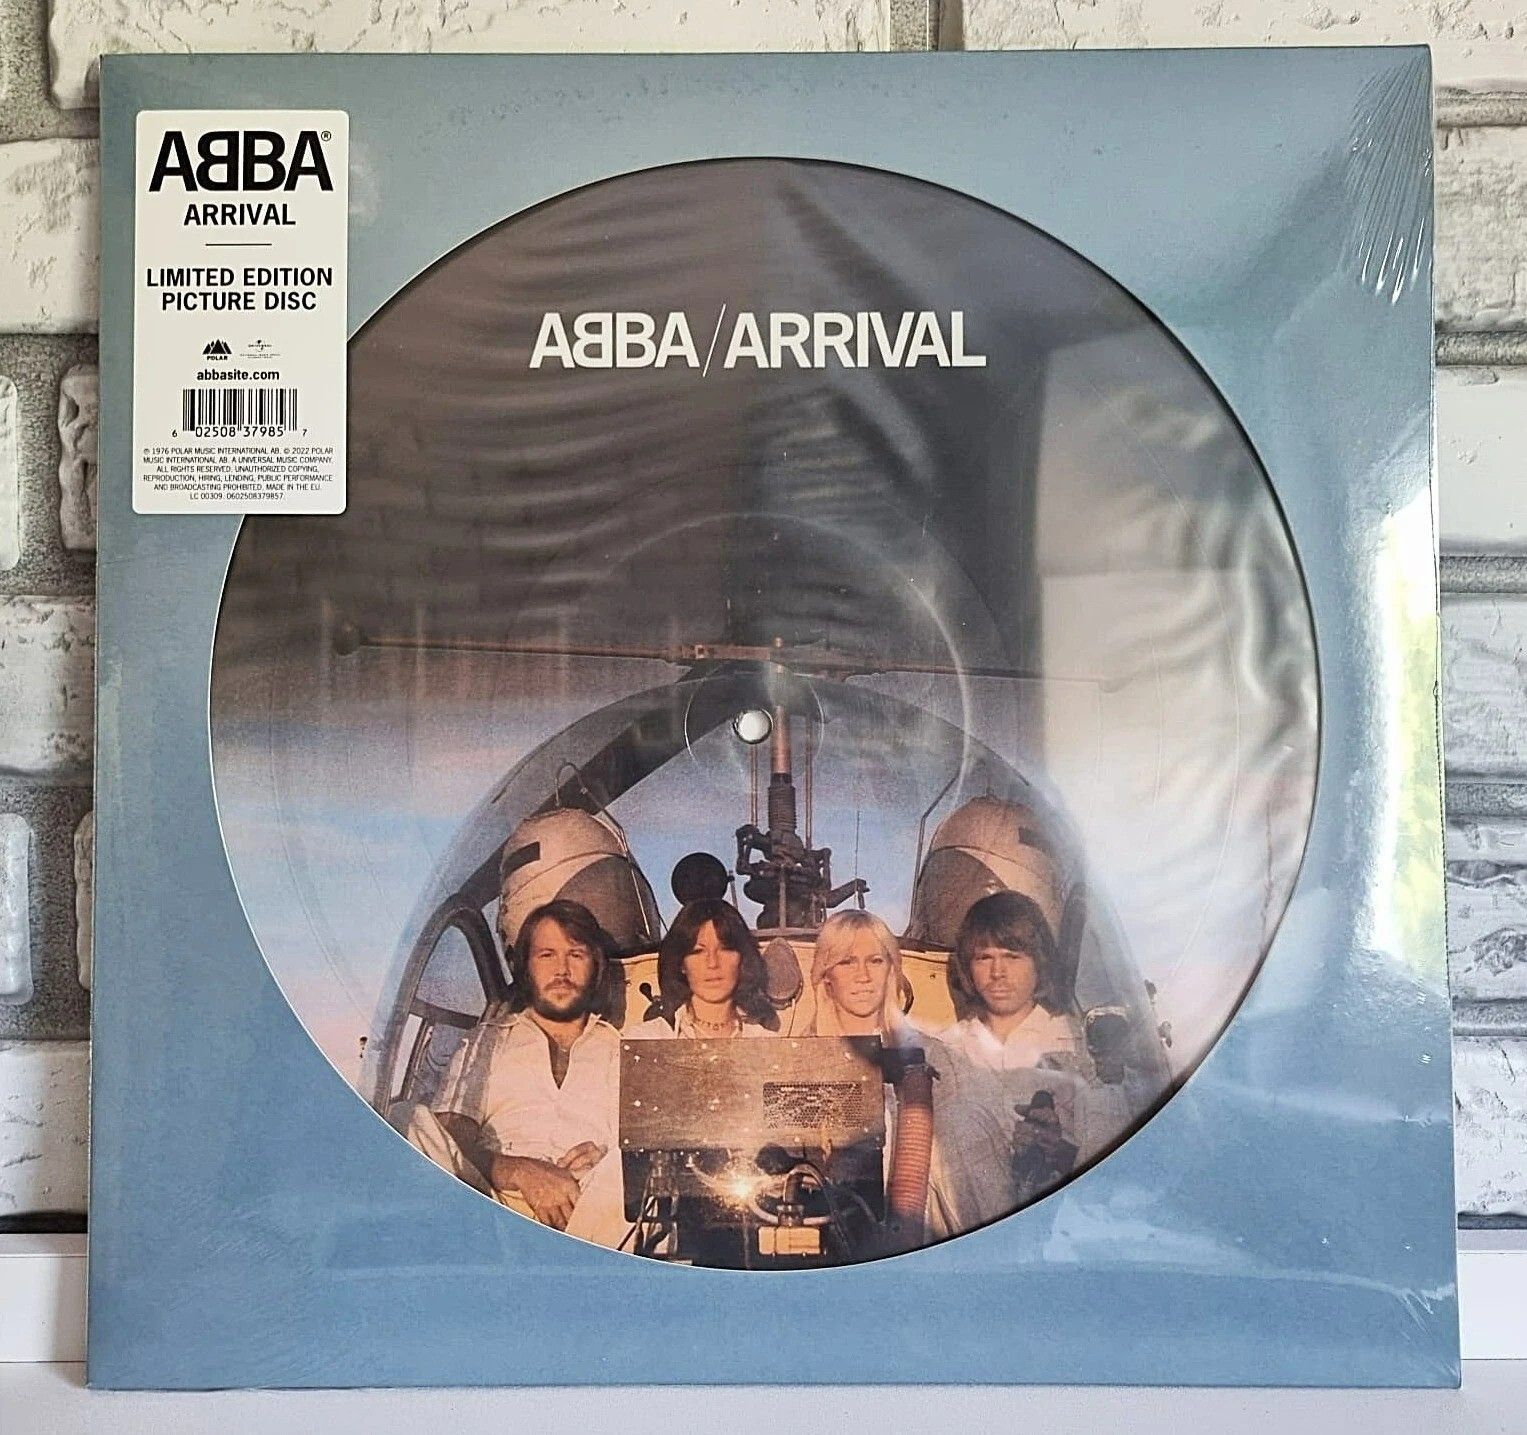 ABBA®
ARRIVAL
LIMITED EDITION
PICTURE DISC
POLAR
abbasite.com
6 02508 37985 7
℗ 1976 POLAR MUSIC INTERNATIONAL AB. © 2022 POLAR
MUSIC INTERNATIONAL AB. A UNIVERSAL MUSIC COMPANY.
ALL RIGHTS RESERVED. UNAUTHORIZED COPYING,
REPRODUCTION, HIRING, LENDING, PUBLIC PERFORMANCE
AND BROADCASTING PROHIBITED. MADE IN THE EU.
LC 00309. 0602508379857.
ABBA/ARRIVAL